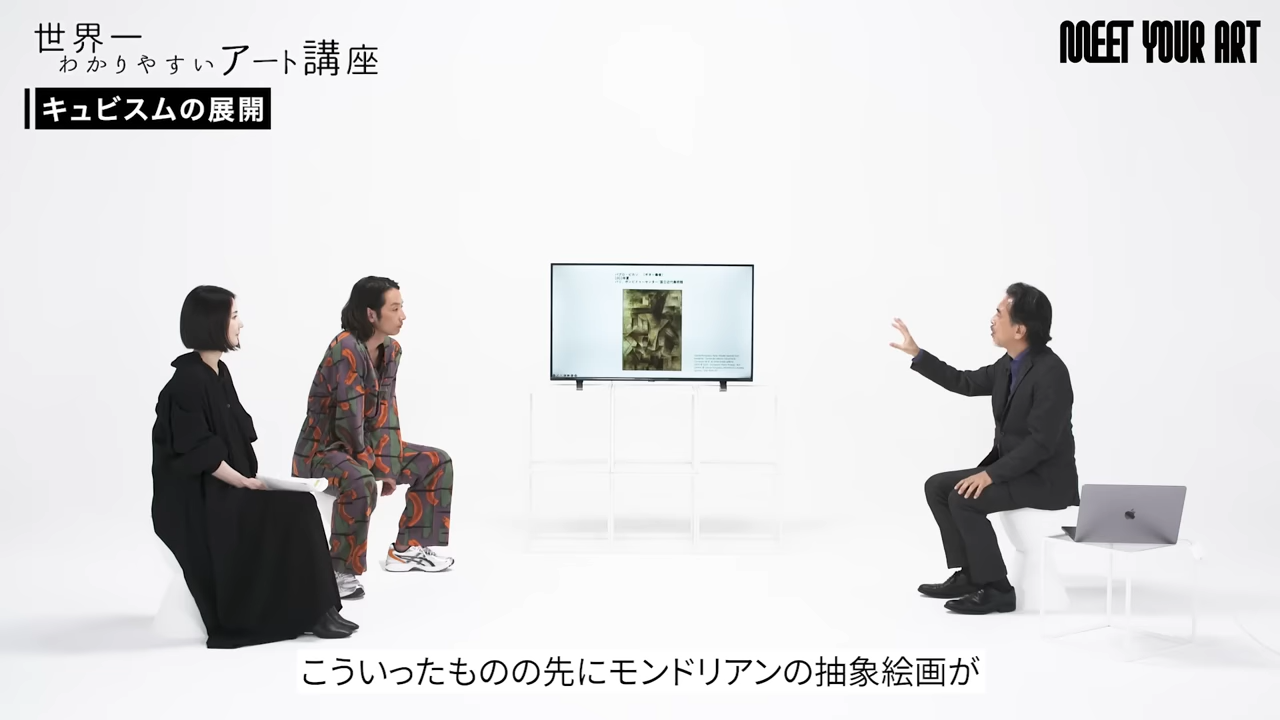 世界一
わかりやすいアート講座
MEET YOUR ART
キュビスムの展開
こういったものの先にモンドリアンの抽象絵画が